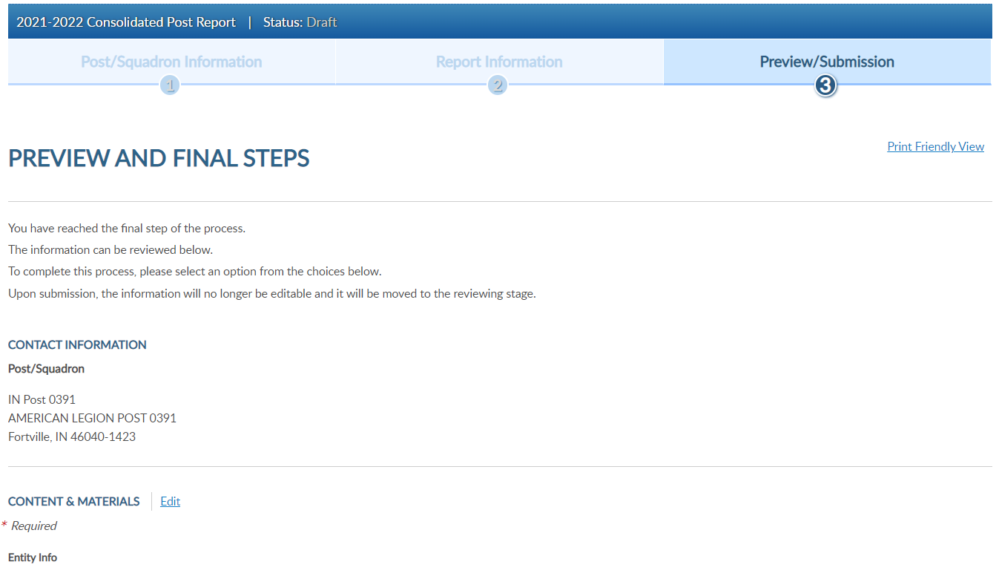 2021-2022 Consolidated Post Report | Status: Draft
Post/Squadron Information
Report Information
Preview/Submission
1
2
3
Print Friendly View
PREVIEW AND FINAL STEPS
You have reached the final step of the process.
The information can be reviewed below.
To complete this process, please select an option from the choices below.
Upon submission, the information will no longer be editable and it will be moved to the reviewing stage.
CONTACT INFORMATION
Post/Squadron
IN Post 0391
AMERICAN LEGION POST 0391
Fortville, IN 46040-1423
CONTENT & MATERIALS | Edit
* Required
Entity Info